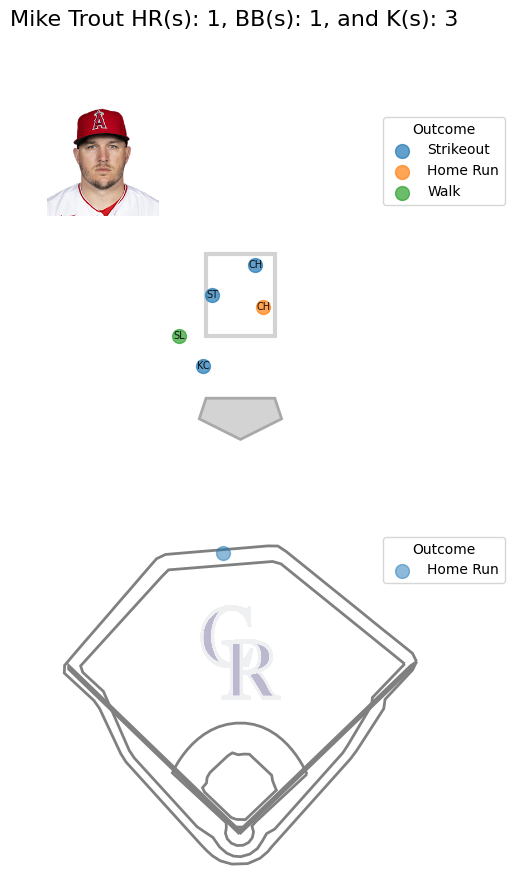 Mike Trout HR(s): 1, BB(s): 1, and K(s): 3
A
Outcome
Strikeout
Home Run
Walk
CH
ST
CH
SL
KC
Outcome
Home Run
CR